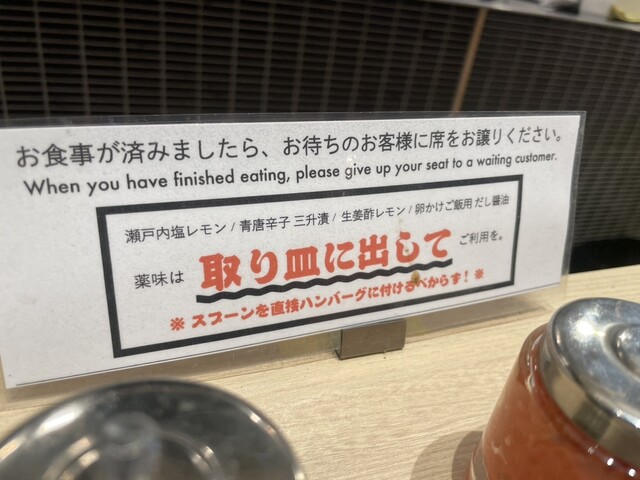 お食事が済みましたら、お待ちのお客様に席をお譲りください。
When you have finished eating, please give up your seat to a waiting customer.
瀬戸内塩レモン / 青唐辛子 三升漬 / 生姜酢レモン / 卵かけご飯用 だし醤油
薬味は 取り皿に出して ご利用を。
※ スプーンを直接ハンバーグに付けるべからす! ※